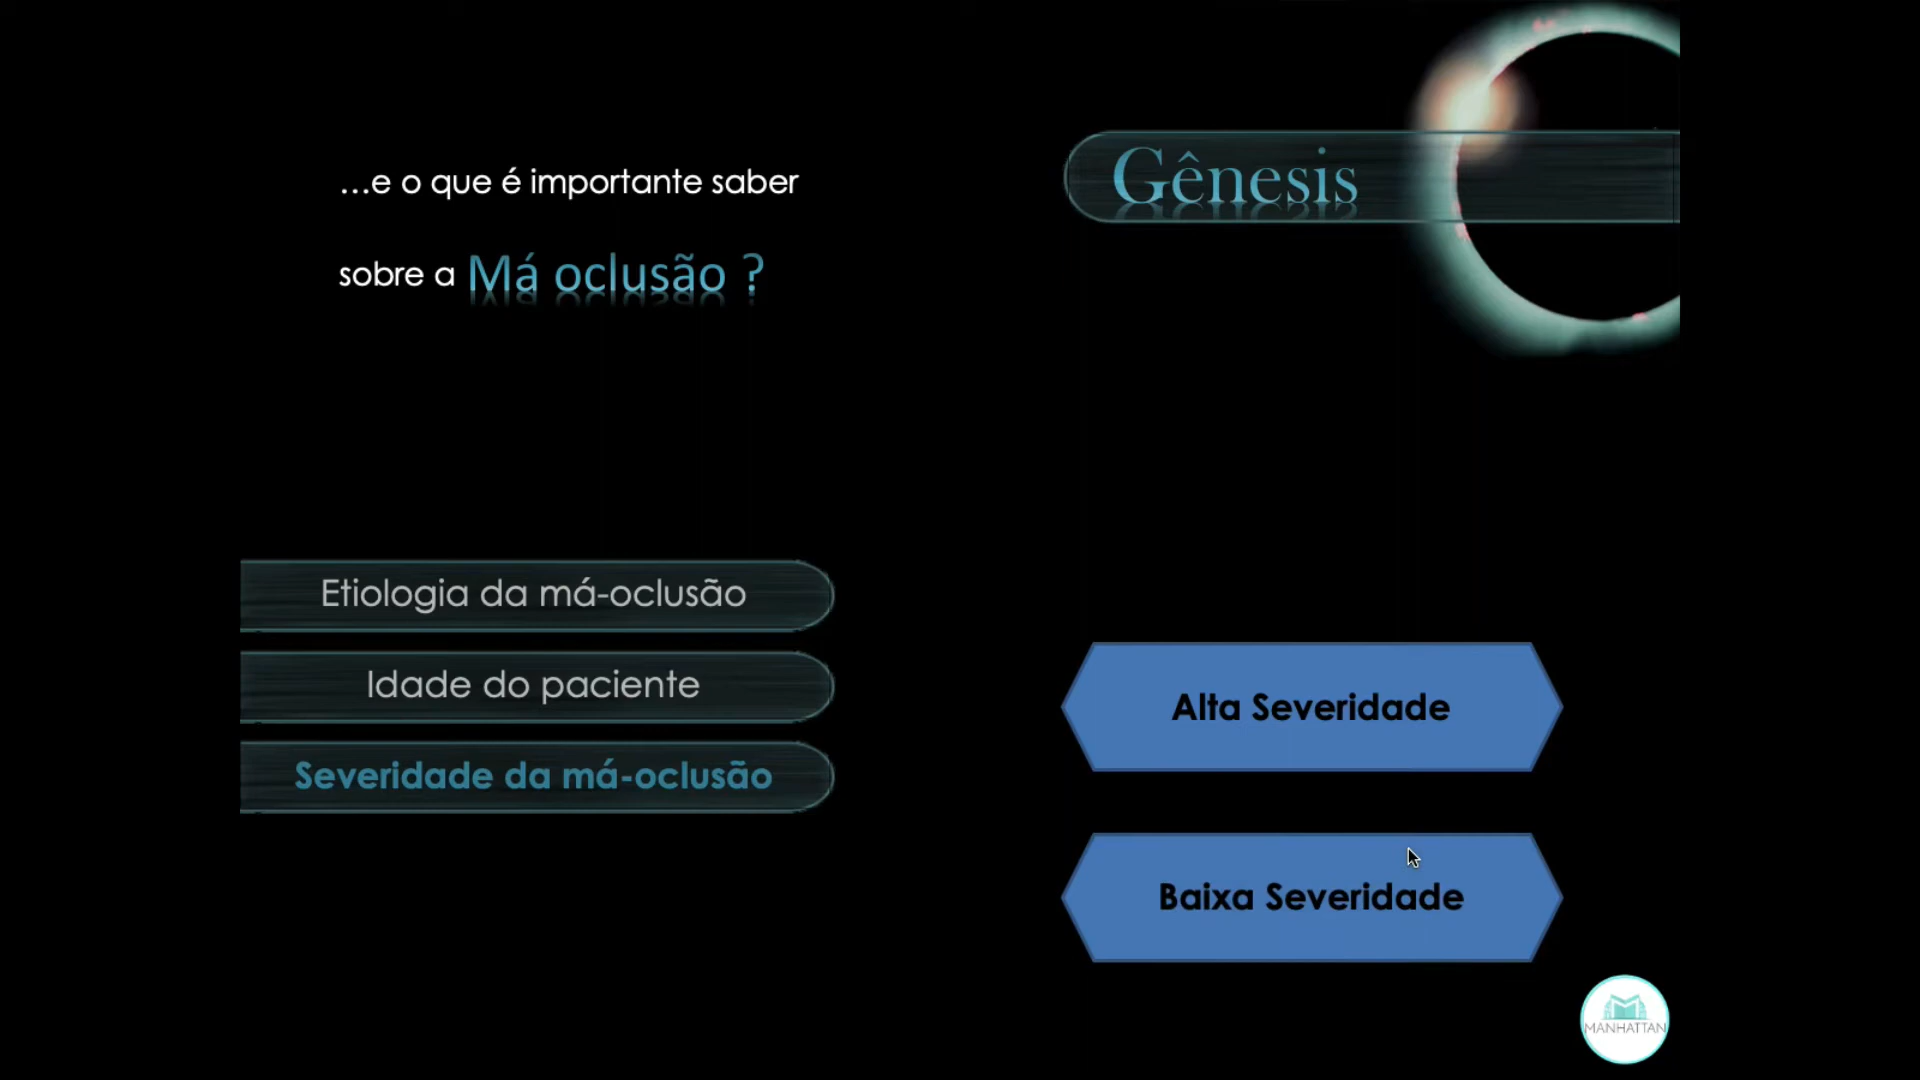 ...e o que é importante saber
sobre a Má oclusão ?
Gênesis
Etiologia da má-oclusão
Idade do paciente
Severidade da má-oclusão
Alta Severidade
Baixa Severidade
MANHATTAN